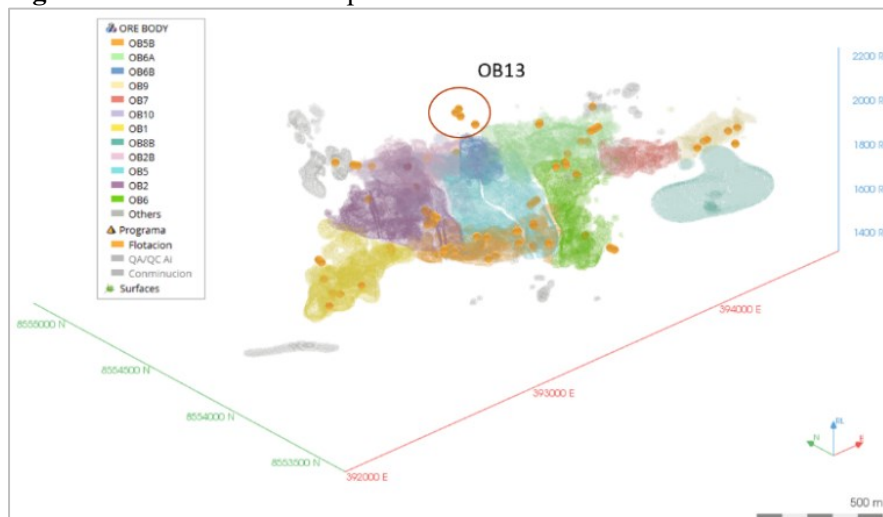 ORE BODY
OB5B
OB6A
OB6B
OB9
OB7
OB10
OB1
OB8B
OB2B
OB5
OB2
OB6
Others
Programa
Flotacion
QA/QC AI
Conminucion
Surfaces
OB13
2200 R
2000 R
1800 R
1600 R
1400 R
8555000 N
8554500 N
8554000 N
8553500 N
392000 E
393000 E
394000 E
RL
N
E
500 m